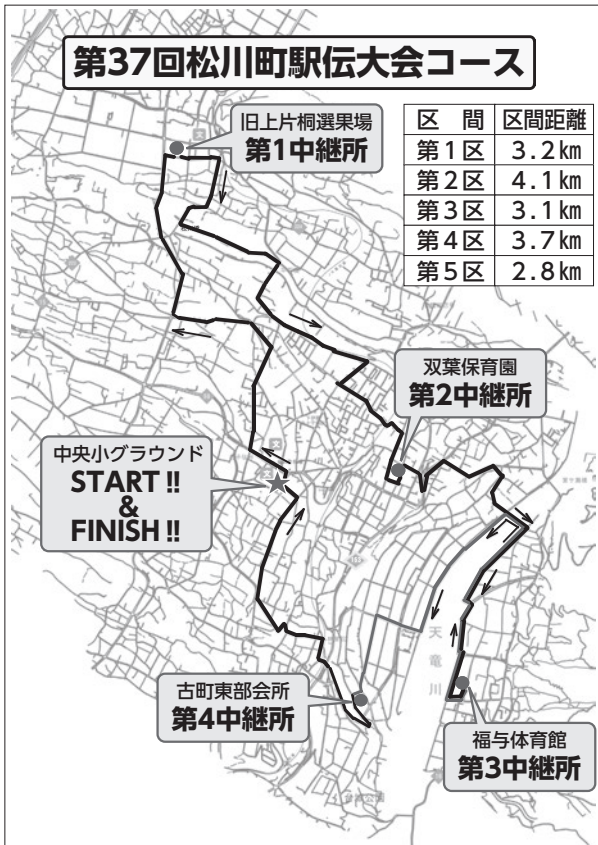 第37回松川町駅伝大会コース
旧上片桐選果場
第1中継所
区 間 区間距離
第1区 3.2㎞
第2区 4.1㎞
第3区 3.1㎞
第4区 3.7㎞
第5区 2.8㎞
双葉保育園
第2中継所
中央小グラウンド
START !!
&
FINISH !!
天竜川
古町東部会所
第4中継所
福与体育館
第3中継所